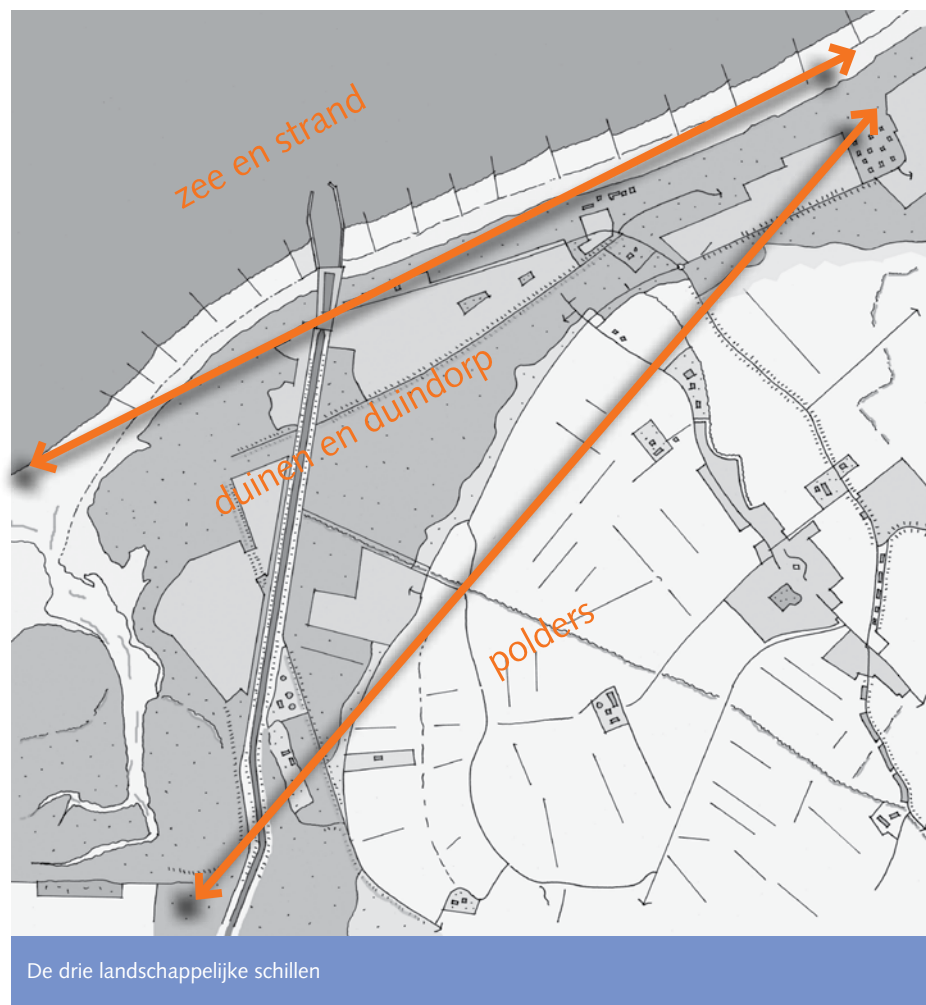 zee en strand
duinen en duindorp
polders
De drie landschappelijke schillen